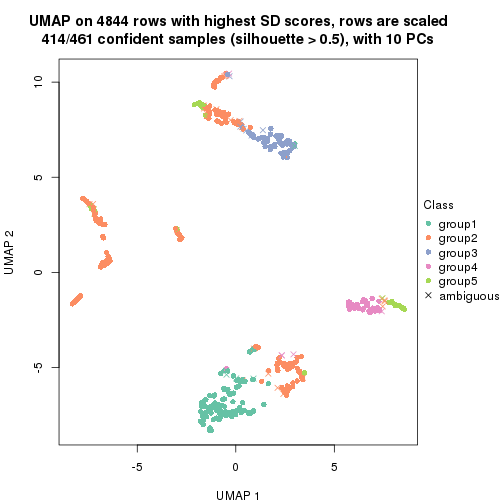 UMAP on 4844 rows with highest SD scores, rows are scaled
414/461 confident samples (silhouette > 0.5), with 10 PCs
10
5
0
-5
UMAP 2
-5
0
5
UMAP 1
Class
group1
group2
group3
group4
group5
ambiguous